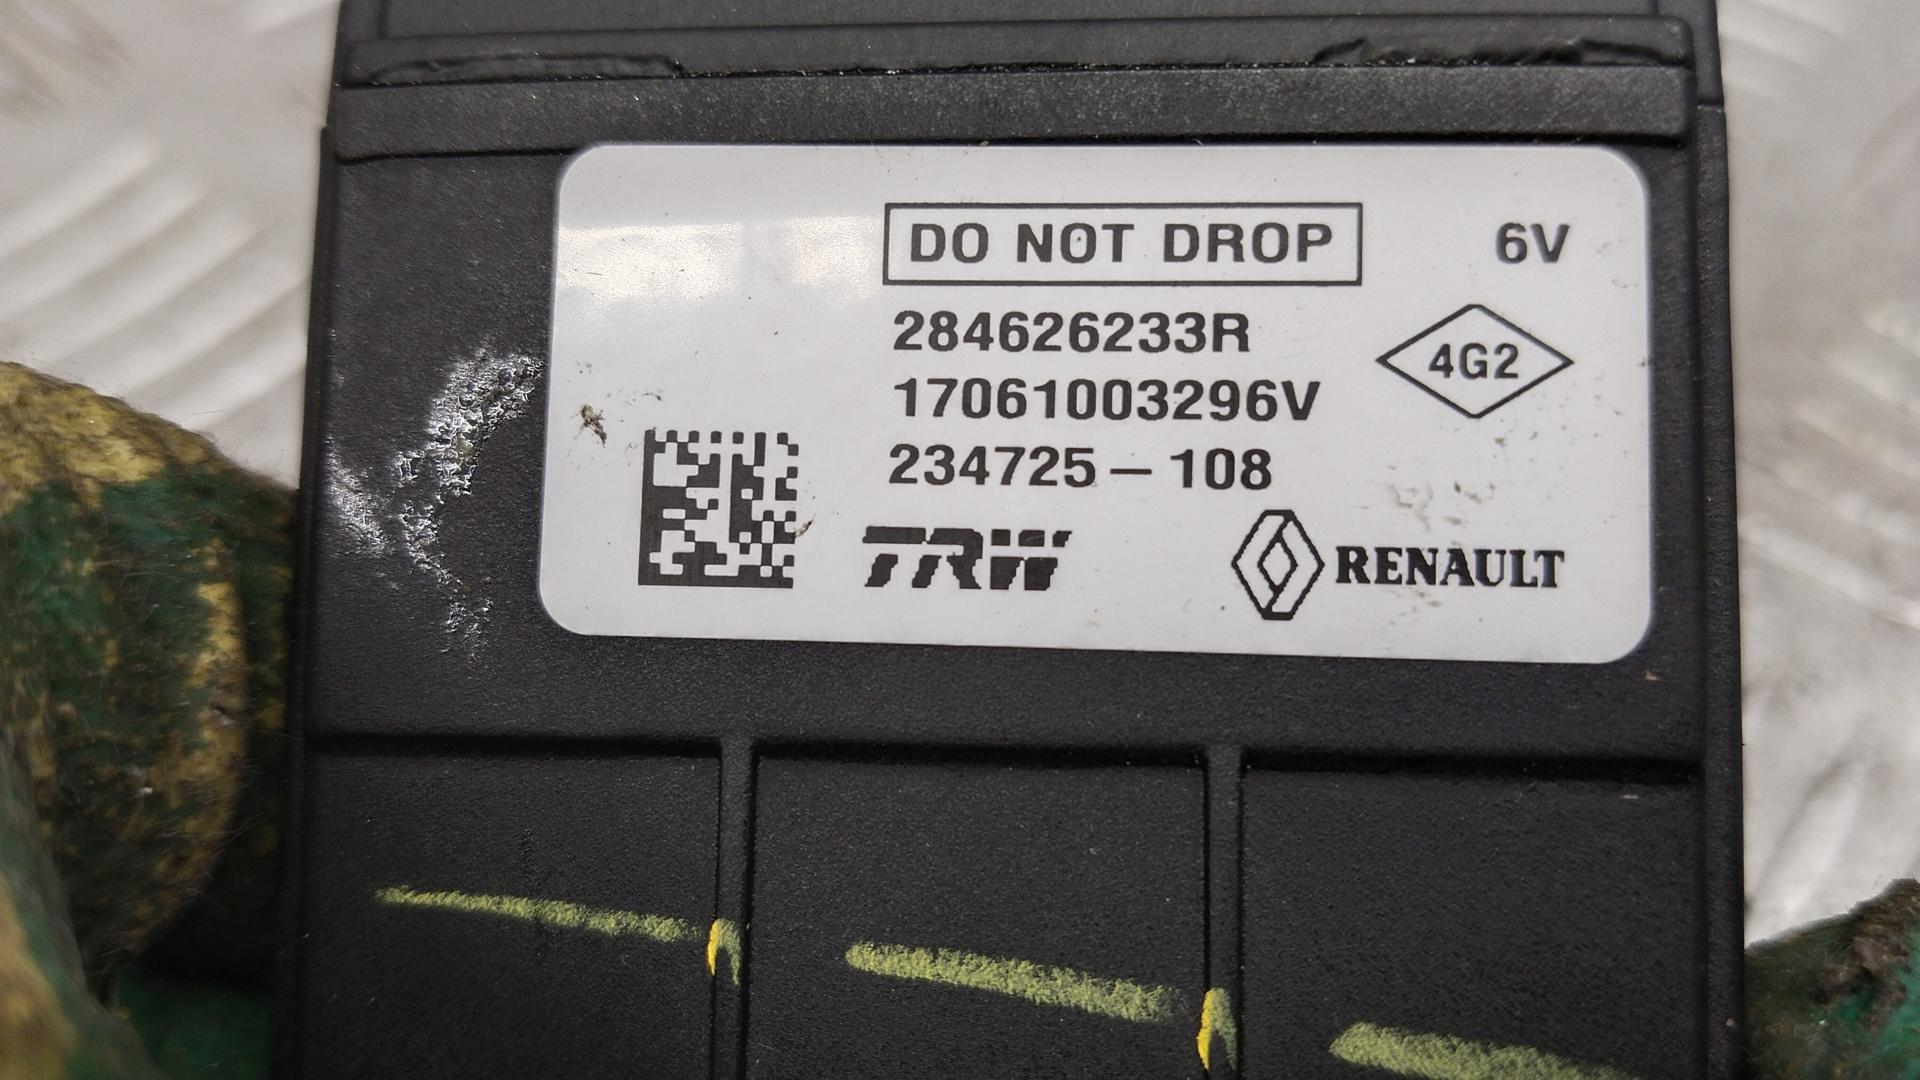 DO NOT DROP
6V
284626233R
4G2
17061003296V
234725-108
TRW
RENAULT